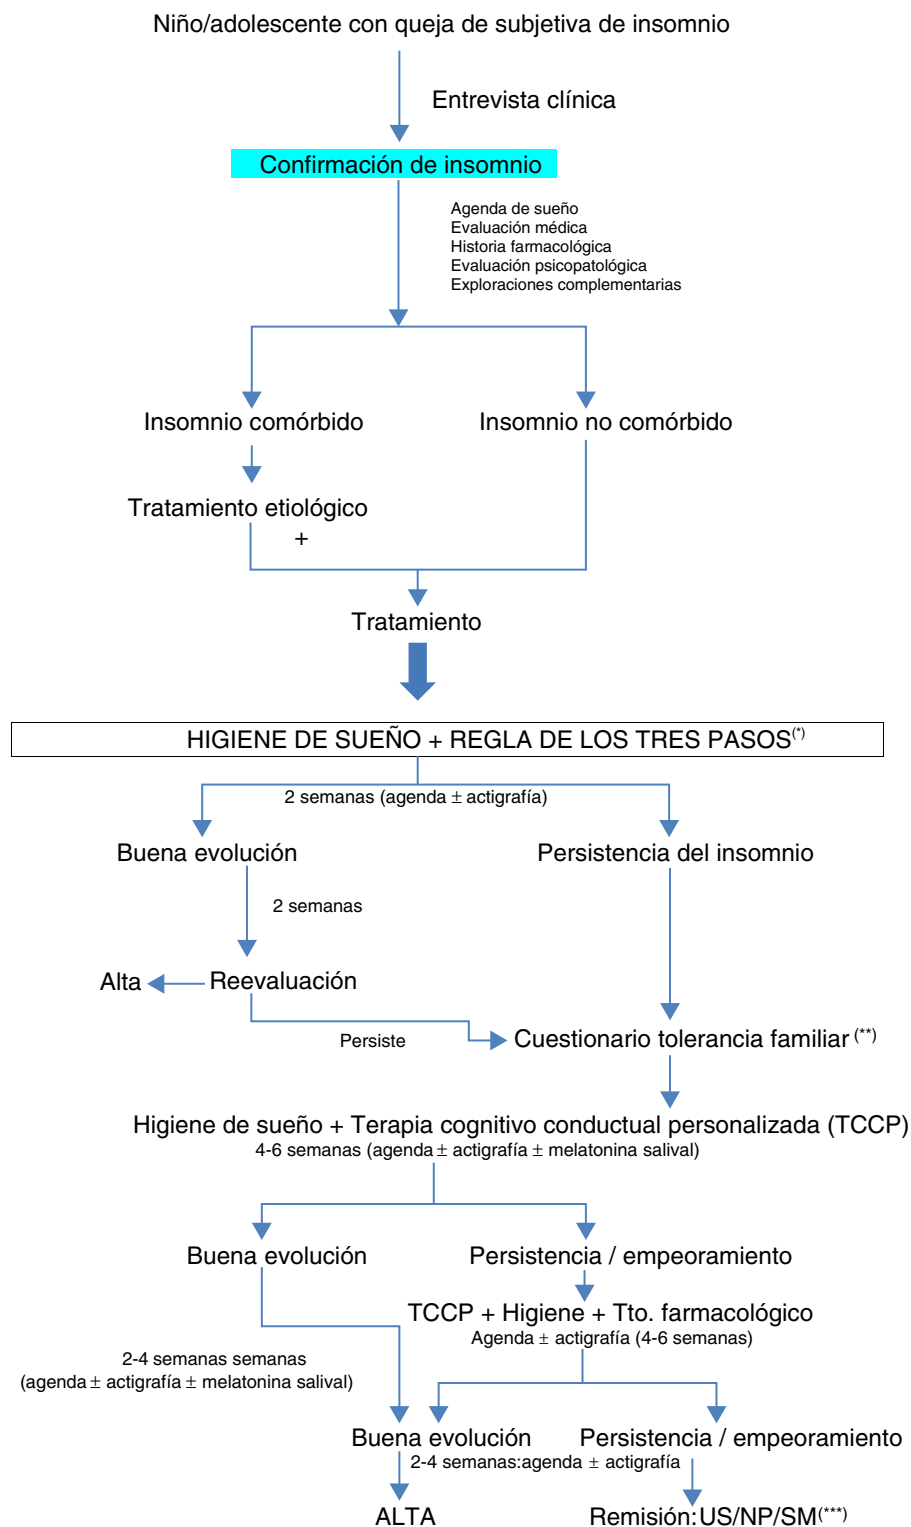 Niño/adolescente con queja de subjetiva de insomnio
Entrevista clínica
Confirmación de insomnio
Agenda de sueño
Evaluación médica
Historia farmacológica
Evaluación psicopatológica
Exploraciones complementarias
Insomnio comórbido
Insomnio no comórbido
Tratamiento etiológico
+
Tratamiento
HIGIENE DE SUEÑO + REGLA DE LOS TRES PASOS(*)
2 semanas (agenda ± actigrafía)
Buena evolución
Persistencia del insomnio
2 semanas
Alta
Reevaluación
Persiste
Cuestionario tolerancia familiar (**)
Higiene de sueño + Terapia cognitivo conductual personalizada (TCCP)
4-6 semanas (agenda ± actigrafía ± melatonina salival)
Buena evolución
Persistencia / empeoramiento
TCCP + Higiene + Tto. farmacológico
Agenda ± actigrafía (4-6 semanas)
2-4 semanas semanas
(agenda ± actigrafía ± melatonina salival)
Buena evolución
Persistencia / empeoramiento
2-4 semanas:agenda ± actigrafía
ALTA
Remisión:US/NP/SM(***)